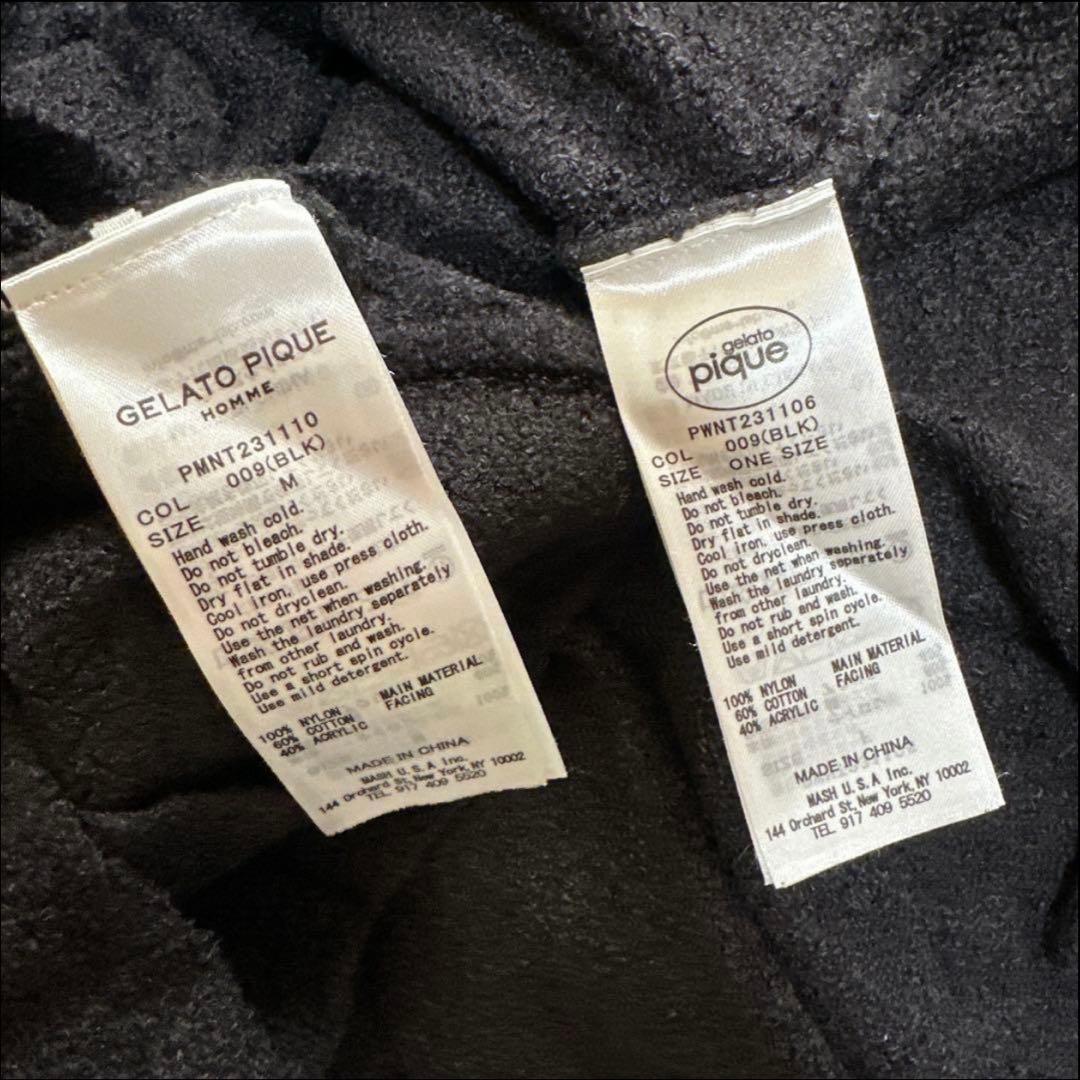 GELATO PIQUE
HOMME
PMNT231110
COL 009(BLK)
SIZE M
Hand wash cold.
Do not bleach.
Do not tumble dry.
Dry flat in shade.
Cool iron, use press cloth.
Do not dryclean.
Use the net when washing.
Wash the laundry separately
from other laundry.
Do not rub and wash.
Use a short spin cycle.
Use mild detergent.
100% NYLON MAIN MATERIAL
60% COTTON FACING
40% ACRYLIC
MADE IN CHINA
MASH U.S.A Inc.
144 Orchard St, New York, NY 10002
TEL 917 409 5520
gelato
pique
PWNT231106
COL 009(BLK)
SIZE ONE SIZE
Hand wash cold.
Do not bleach.
Do not tumble dry.
Dry flat in shade.
Cool iron, use press cloth.
Do not dryclean.
Use the net when washing.
Wash the laundry separately
from other laundry.
Do not rub and wash.
Use a short spin cycle.
Use mild detergent.
100% NYLON MAIN MATERIAL
60% COTTON FACING
40% ACRYLIC
MADE IN CHINA
MASH U.S.A Inc.
144 Orchard St, New York, NY 10002
TEL 917 409 5520